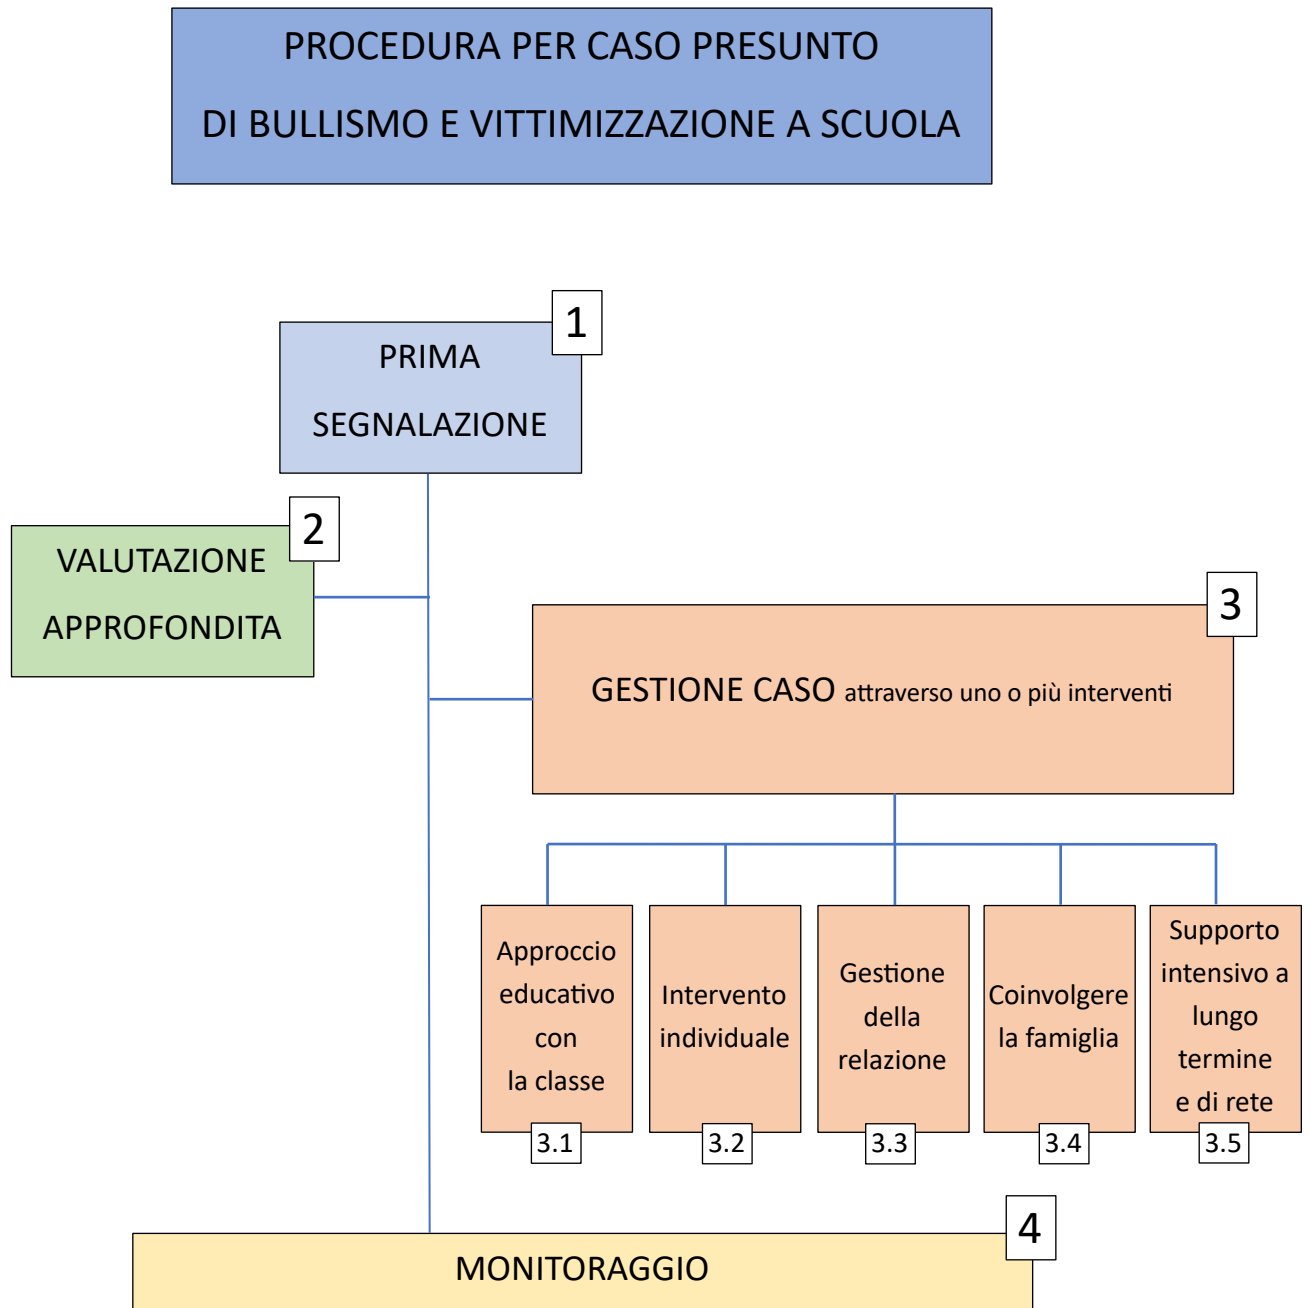 PROCEDURA PER CASO PRESUNTO
DI BULLISMO E VITTIMIZZAZIONE A SCUOLA
1
PRIMA
SEGNALAZIONE
2
VALUTAZIONE
APPROFONDITA
3
GESTIONE CASO attraverso uno o più interventi
Approccio
educativo
con
la classe
3.1
Intervento
individuale
3.2
Gestione
della
relazione
3.3
Coinvolgere
la famiglia
3.4
Supporto
intensivo a
lungo
termine
e di rete
3.5
4
MONITORAGGIO